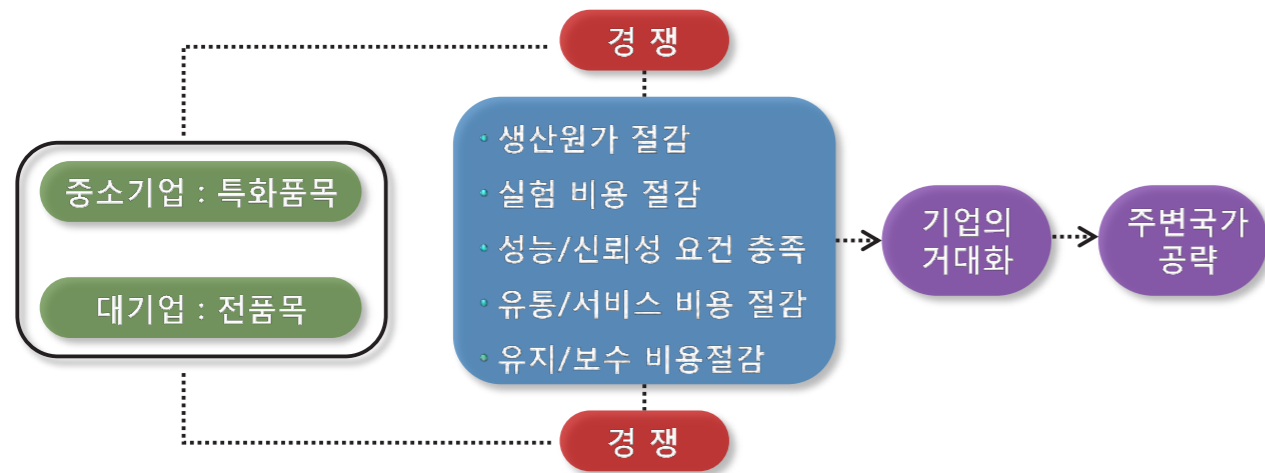 경 쟁
중소기업 : 특화품목
대기업 : 전품목
• 생산원가 절감
• 실험 비용 절감
• 성능/신뢰성 요건 충족
• 유통/서비스 비용 절감
• 유지/보수 비용절감
기업의
거대화
주변국가
공략
경 쟁